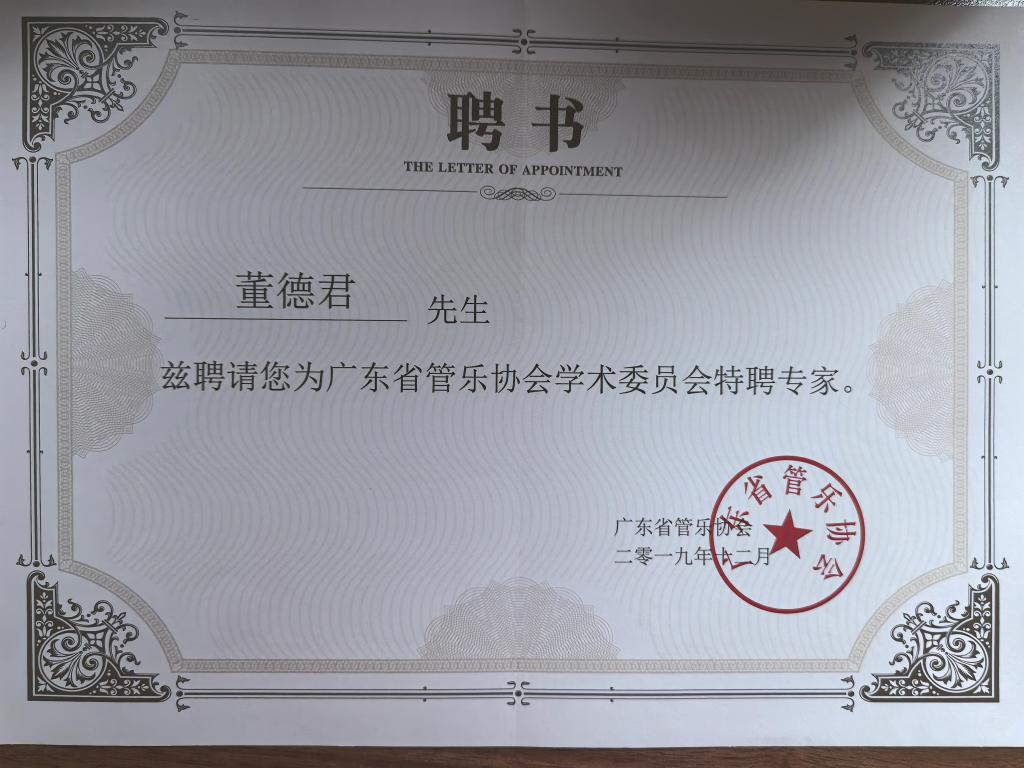 聘书
THE LETTER OF APPOINTMENT
董德君 先生
兹聘请您为广东省管乐协会学术委员会特聘专家。
广东省管乐协会
二零一九年十二月
广东省管乐协会